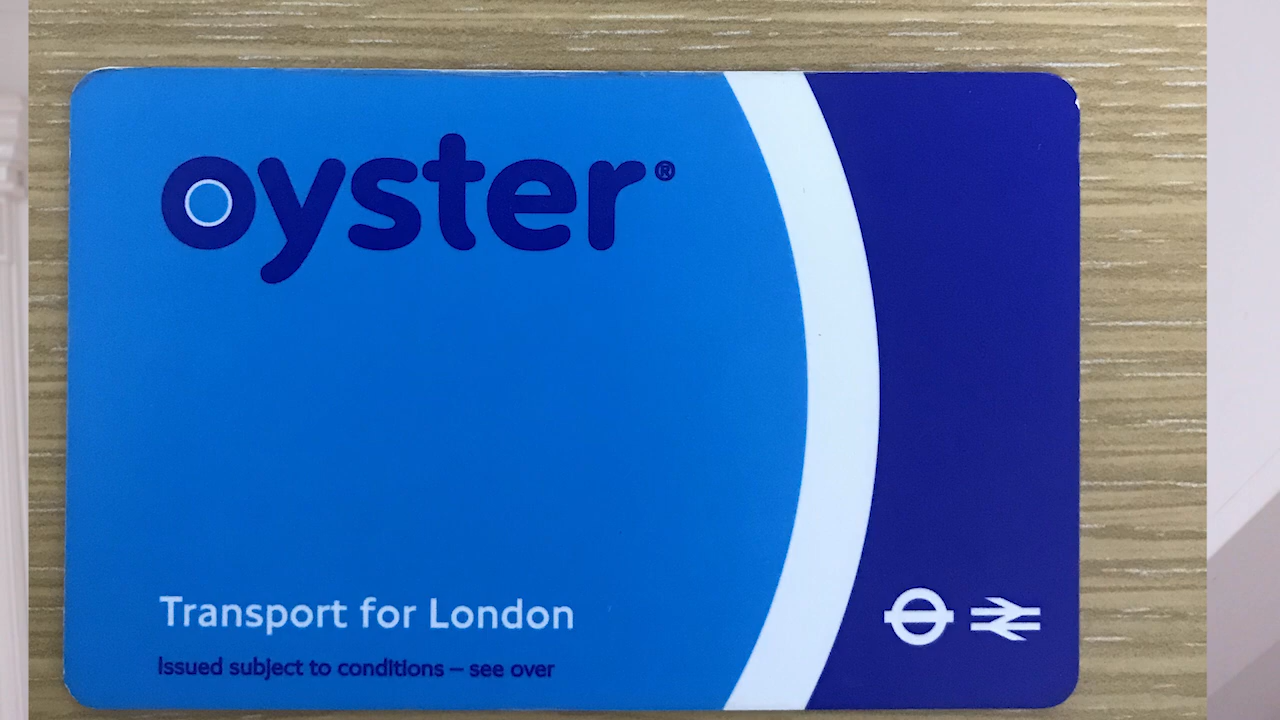 oyster®
Transport for London
Issued subject to conditions – see over